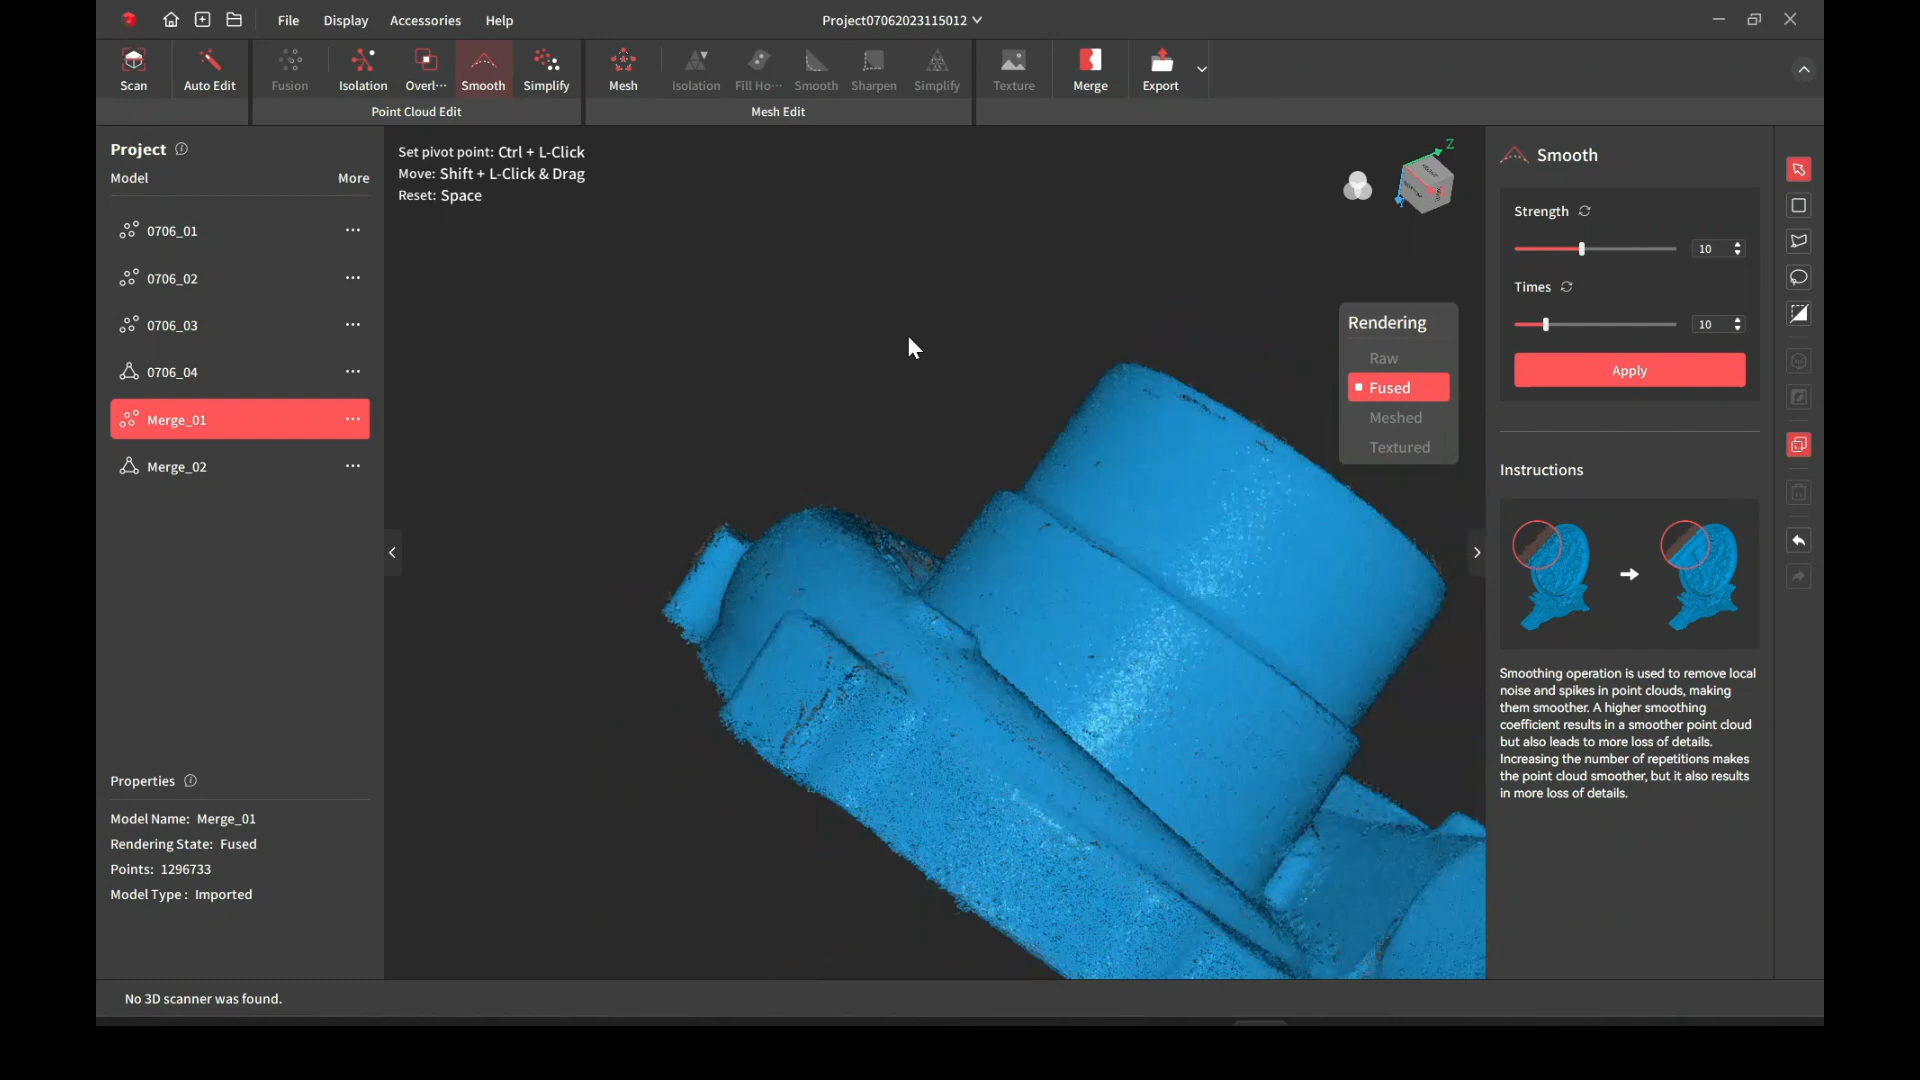 File Display Accessories Help Project07062023115012
Scan Auto Edit Fusion Isolation Overl··· Smooth Simplify Mesh Isolation Fill Ho··· Smooth Sharpen Simplify Texture Merge Export
Point Cloud Edit Mesh Edit
Project
Model More
0706_01
0706_02
0706_03
0706_04
Merge_01
Merge_02
Properties
Model Name: Merge_01
Rendering State: Fused
Points: 1296733
Model Type : Imported
Set pivot point: Ctrl + L-Click
Move: Shift + L-Click & Drag
Reset: Space
Z
Rendering
Raw
Fused
Meshed
Textured
Smooth
Strength
10
Times
10
Apply
Instructions
Smoothing operation is used to remove local
noise and spikes in point clouds, making
them smoother. A higher smoothing
coefficient results in a smoother point cloud
but also leads to more loss of details.
Increasing the number of repetitions makes
the point cloud smoother, but it also results
in more loss of details.
No 3D scanner was found.